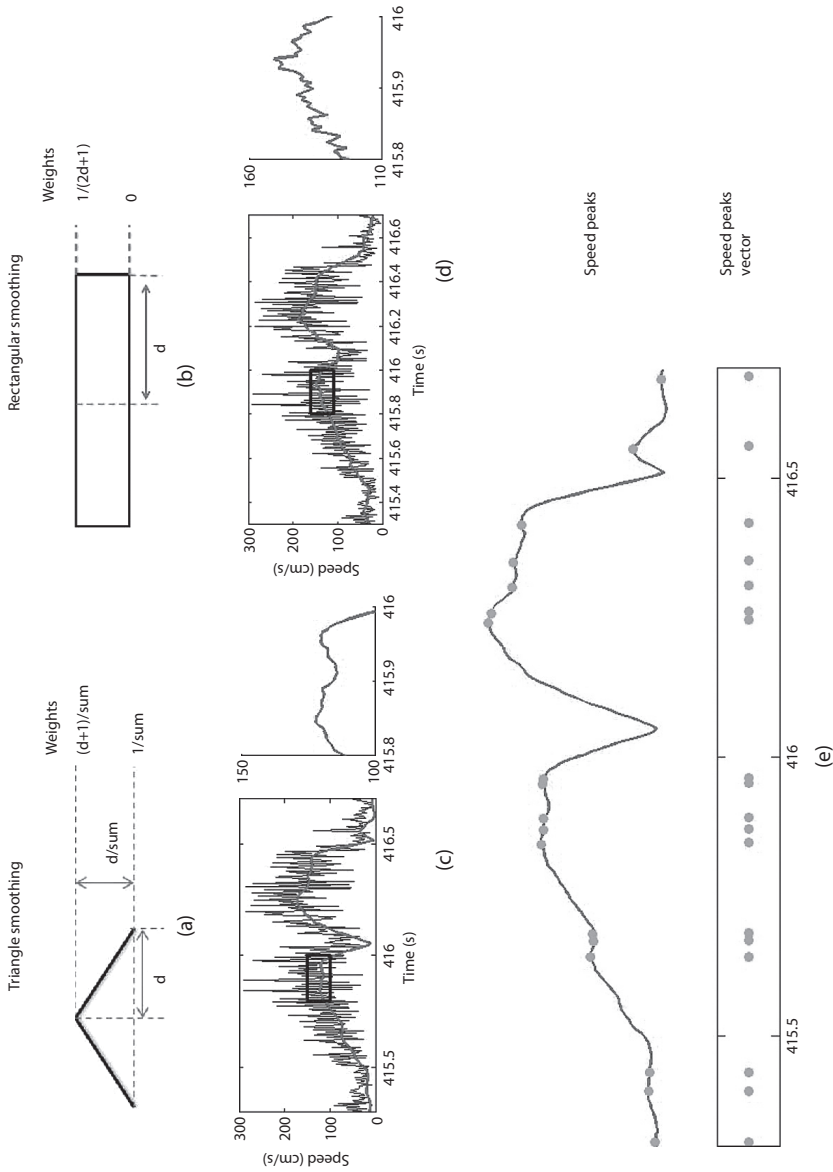 Triangle smoothing
Weights
(d+1)/sum
d/sum
1/sum
d
(a)
Rectangular smoothing
Weights
1/(2d+1)
0
d
(b)
300
200
100
0
Speed (cm/s)
415.5
416
416.5
Time (s)
150
100
415.8
415.9
416
(c)
300
200
100
0
Speed (cm/s)
415.4
415.6
415.8
416
416.2
416.4
416.6
Time (s)
160
110
415.8
415.9
416
(d)
Speed peaks
Speed peaks
vector
415.5
416
416.5
(e)